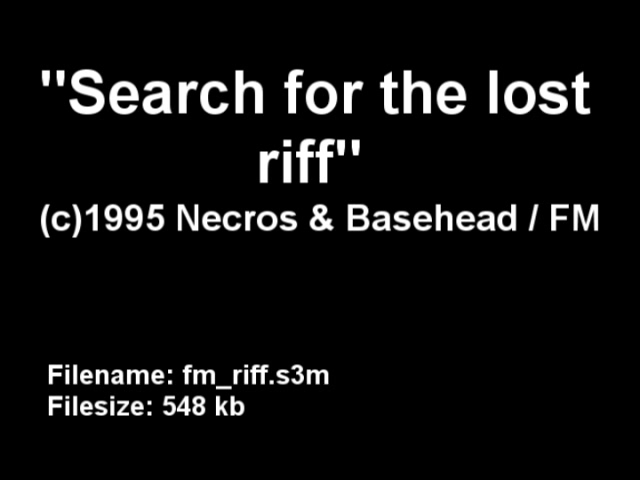 "Search for the lost
riff"
(c)1995 Necros & Basehead / FM
Filename: fm_riff.s3m
Filesize: 548 kb